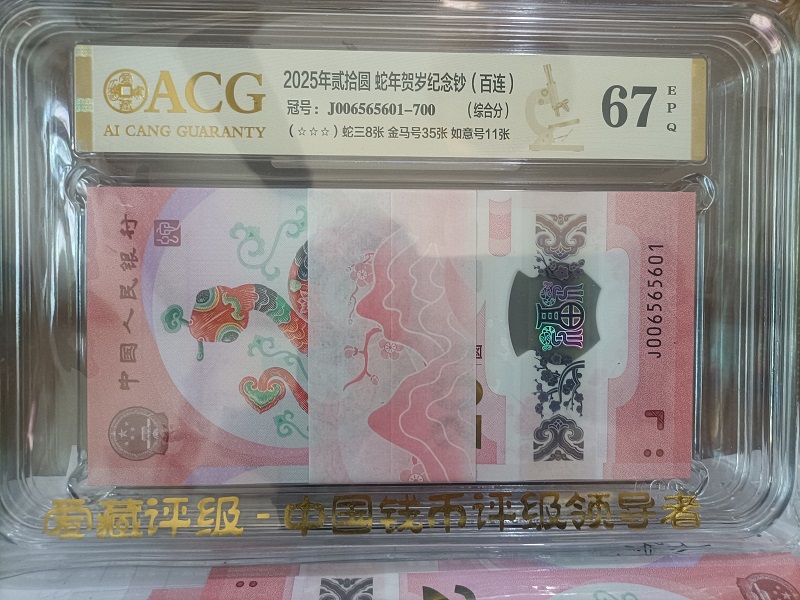 ACG
AI CANG GUARANTY
2025年贰拾圆 蛇年贺岁纪念钞(百连)
冠号: J006565601-700 (综合分)
(☆☆☆)蛇三8张 金马号35张 如意号11张
67
EPQ
中国人民银行
J006565601
爱藏评级-中国钱币评级领导者